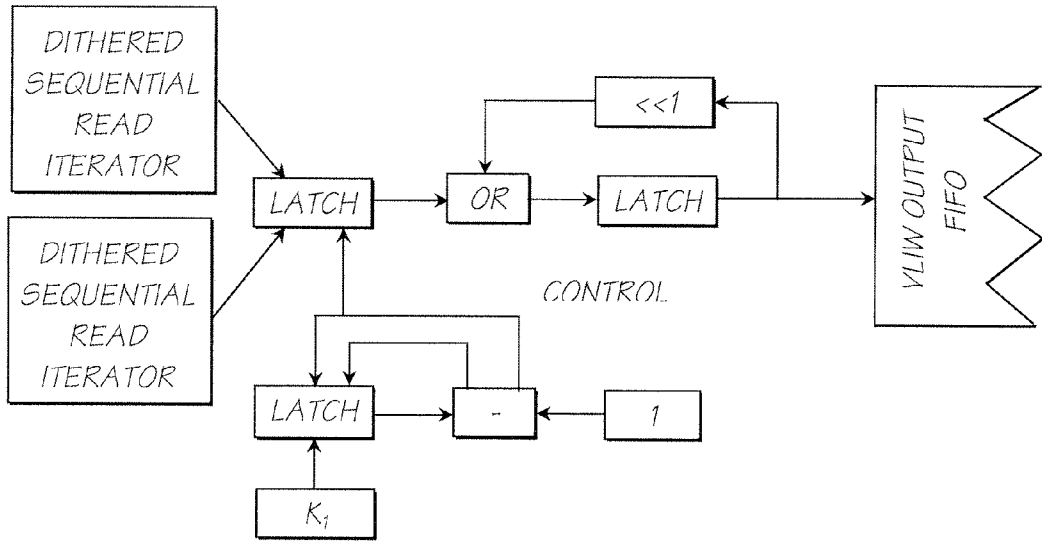 DITHERED
SEQUENTIAL
READ
ITERATOR
<<1
LATCH
OR
LATCH
VLIW OUTPUT
FIFO
DITHERED
SEQUENTIAL
READ
ITERATOR
CONTROL
LATCH
-
1
K₁